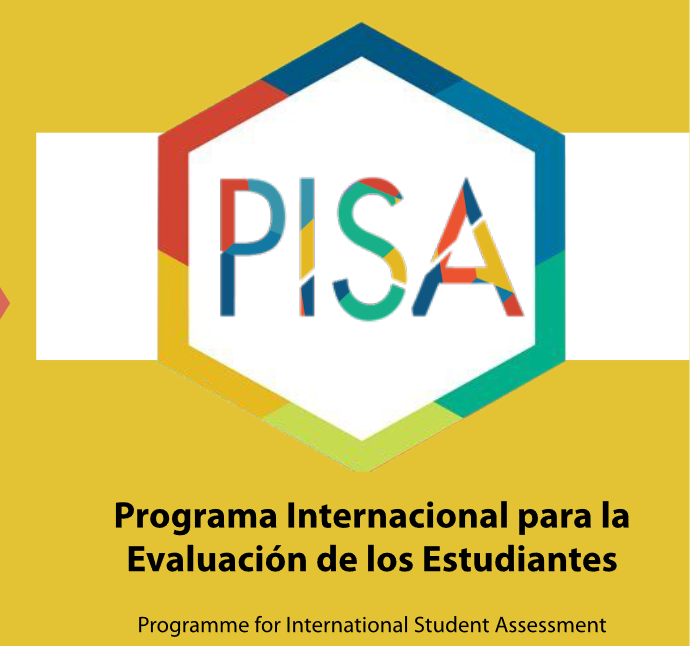 PISA
Programa Internacional para la
Evaluación de los Estudiantes
Programme for International Student Assessment